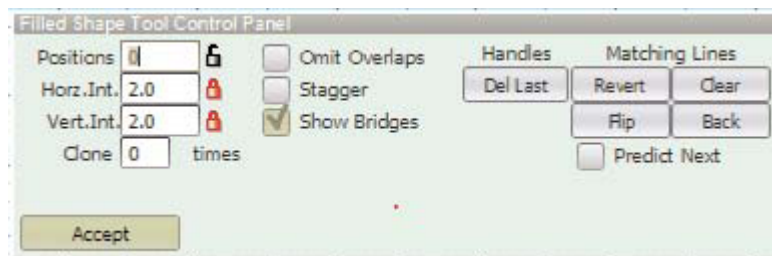 Filled Shape Tool Control Panel
Positions 0 Omit Overlaps Handles Matching Lines
Horz.Int. 2.0 Stagger Del Last Revert Clear
Vert.Int. 2.0 Show Bridges Flip Back
Clone 0 times Predict Next
Accept